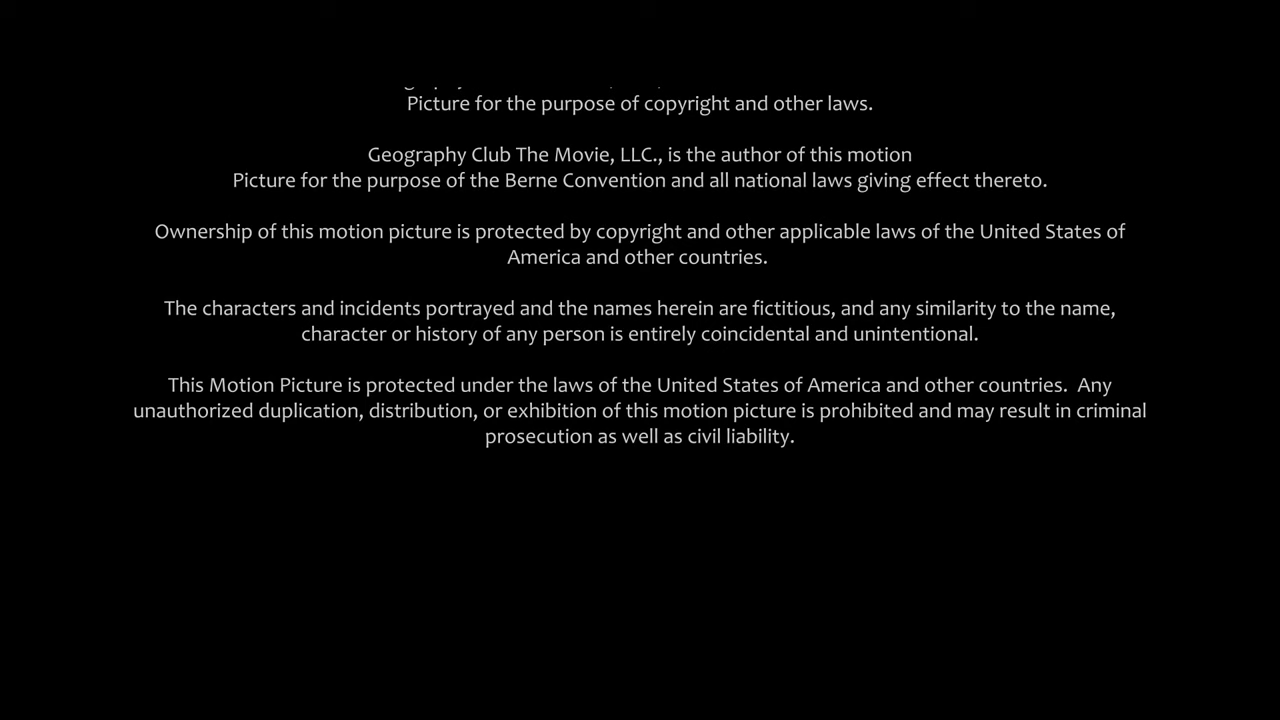 Picture for the purpose of copyright and other laws.
Geography Club The Movie, LLC., is the author of this motion
Picture for the purpose of the Berne Convention and all national laws giving effect thereto.
Ownership of this motion picture is protected by copyright and other applicable laws of the United States of
America and other countries.
The characters and incidents portrayed and the names herein are fictitious, and any similarity to the name,
character or history of any person is entirely coincidental and unintentional.
This Motion Picture is protected under the laws of the United States of America and other countries.  Any
unauthorized duplication, distribution, or exhibition of this motion picture is prohibited and may result in criminal
prosecution as well as civil liability.